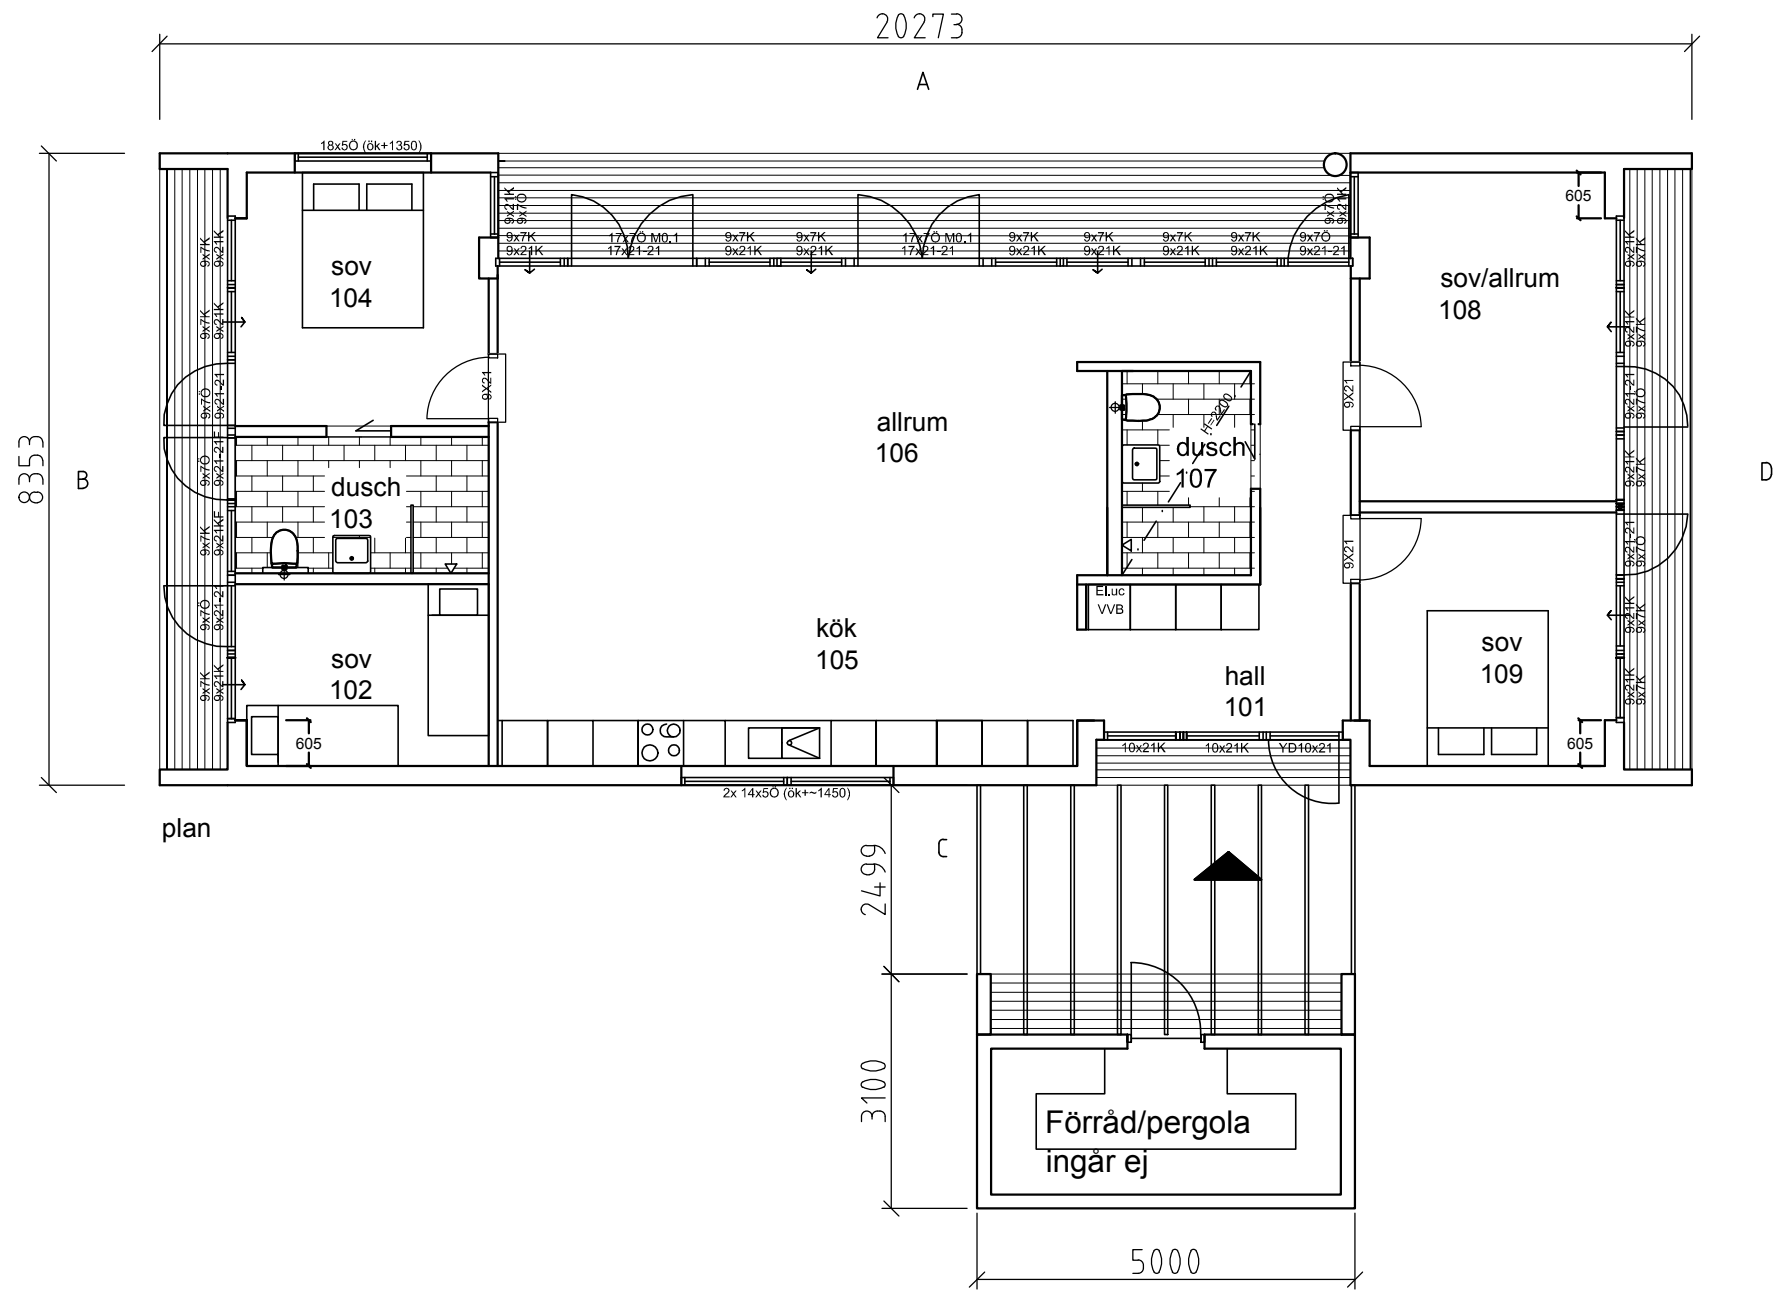 20273
A
18x5Ö (ök+1350)
9x21K
9x7Ö
9x7Ö
9x21K
605
9x7K
9x21K
17x7Ö M0.1
17x21-21
9x7K
9x21K
9x7K
9x21K
17x7Ö M0.1
17x21-21
9x7K
9x21K
9x7K
9x21K
9x7K
9x21K
9x7K
9x21K
9x7Ö
9x21-21
9x7K
9x21K
9x21K
9x7K
sov
104
sov/allrum
108
9x7K
9x21K
9x21K
9x7K
9X21
9X21
9x7Ö
9x21-21
9x21-21
9x7Ö
allrum
106
H=2200
dusch
107
8353
B
D
9x7Ö
9x21-21F
9x21K
9x7K
dusch
103
9x7K
9x21KF
9X21
9x21-21
9x7Ö
9x7Ö
9x21-21
El.uc
VVB
9x21K
9x7K
kök
105
sov
102
sov
109
hall
101
9x7K
9x21K
9x21K
9x7K
605
605
10x21K
10x21K
YD10x21
2x 14x5Ö (ök+~1450)
plan
C
2499
3100
Förråd/pergola
ingår ej
5000